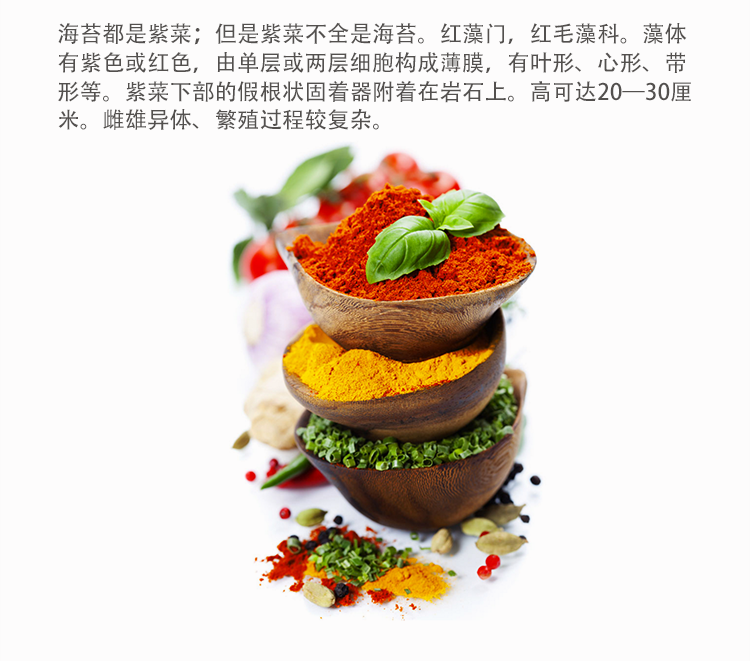 海苔都是紫菜；但是紫菜不全是海苔。红藻门，红毛藻科。藻体
有紫色或红色，由单层或两层细胞构成薄膜，有叶形、心形、带
形等。紫菜下部的假根状固着器附着在岩石上。高可达20—30厘
米。雌雄异体、繁殖过程较复杂。